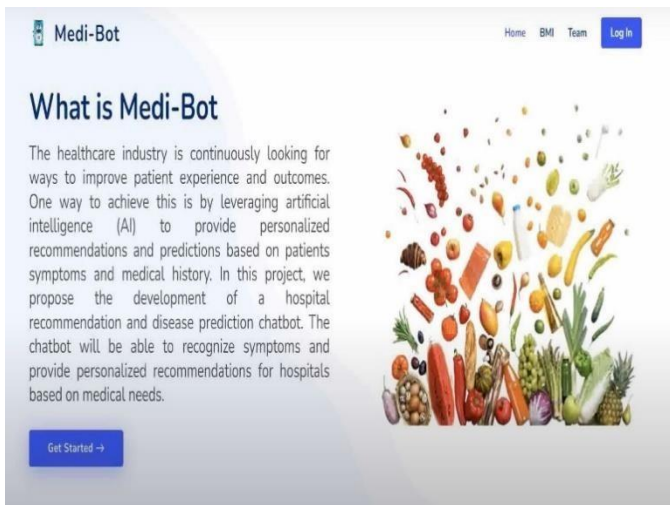 Medi-Bot
Home BMI Team Log In
What is Medi-Bot
The healthcare industry is continuously looking for
ways to improve patient experience and outcomes.
One way to achieve this is by leveraging artificial
intelligence (AI) to provide personalized
recommendations and predictions based on patients
symptoms and medical history. In this project, we
propose the development of a hospital
recommendation and disease prediction chatbot. The
chatbot will be able to recognize symptoms and
provide personalized recommendations for hospitals
based on medical needs.
Get Started →